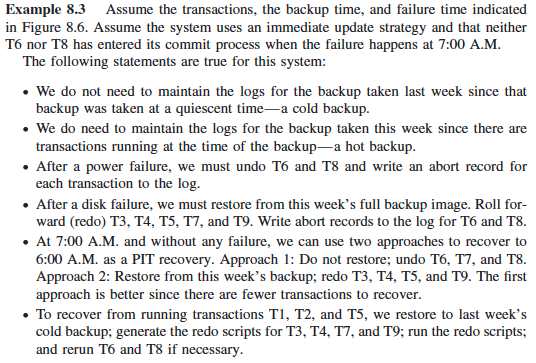 Example 8.3 Assume the transactions, the backup time, and failure time indicated
in Figure 8.6. Assume the system uses an immediate update strategy and that neither
T6 nor T8 has entered its commit process when the failure happens at 7:00 A.M.
The following statements are true for this system:
• We do not need to maintain the logs for the backup taken last week since that
backup was taken at a quiescent time—a cold backup.
• We do need to maintain the logs for the backup taken this week since there are
transactions running at the time of the backup—a hot backup.
• After a power failure, we must undo T6 and T8 and write an abort record for
each transaction to the log.
• After a disk failure, we must restore from this week's full backup image. Roll for-
ward (redo) T3, T4, T5, T7, and T9. Write abort records to the log for T6 and T8.
• At 7:00 A.M. and without any failure, we can use two approaches to recover to
6:00 A.M. as a PIT recovery. Approach 1: Do not restore; undo T6, T7, and T8.
Approach 2: Restore from this week's backup; redo T3, T4, T5, and T9. The first
approach is better since there are fewer transactions to recover.
• To recover from running transactions T1, T2, and T5, we restore to last week's
cold backup; generate the redo scripts for T3, T4, T7, and T9; run the redo scripts;
and rerun T6 and T8 if necessary.